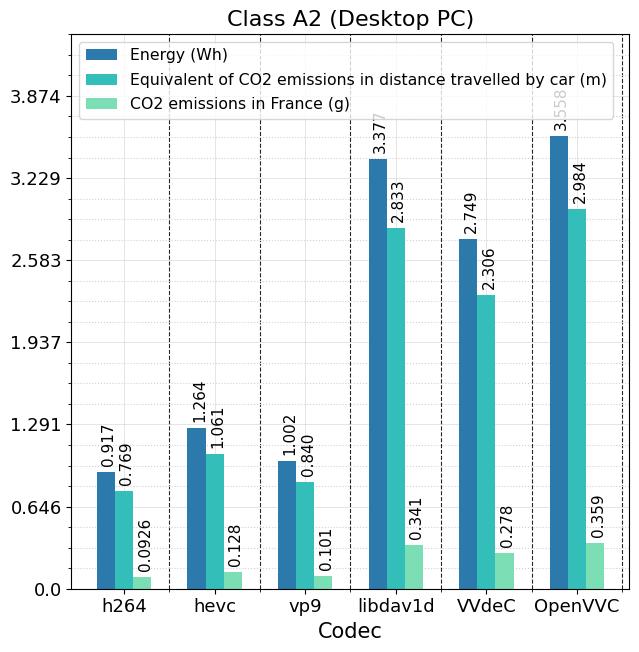 Class A2 (Desktop PC)
Energy (Wh)
Equivalent of CO2 emissions in distance travelled by car (m)
CO2 emissions in France (g)
3.874
3.229
2.583
1.937
1.291
0.646
0.0
0.917
0.769
0.0926
1.264
1.061
0.128
1.002
0.840
0.101
3.377
2.833
0.341
2.749
2.306
0.278
3.558
2.984
0.359
h264
hevc
vp9
libdav1d
VVdeC
OpenVVC
Codec